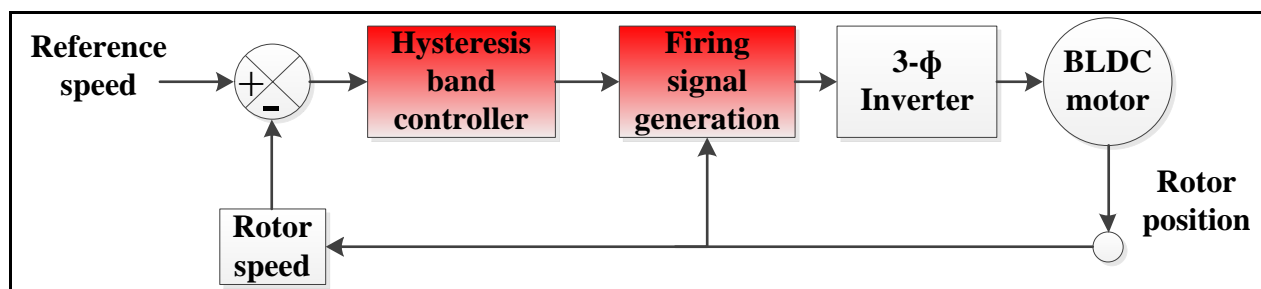 Reference
speed
+
-
Hysteresis
band
controller
Firing
signal
generation
3-ϕ
Inverter
BLDC
motor
Rotor
position
Rotor
speed